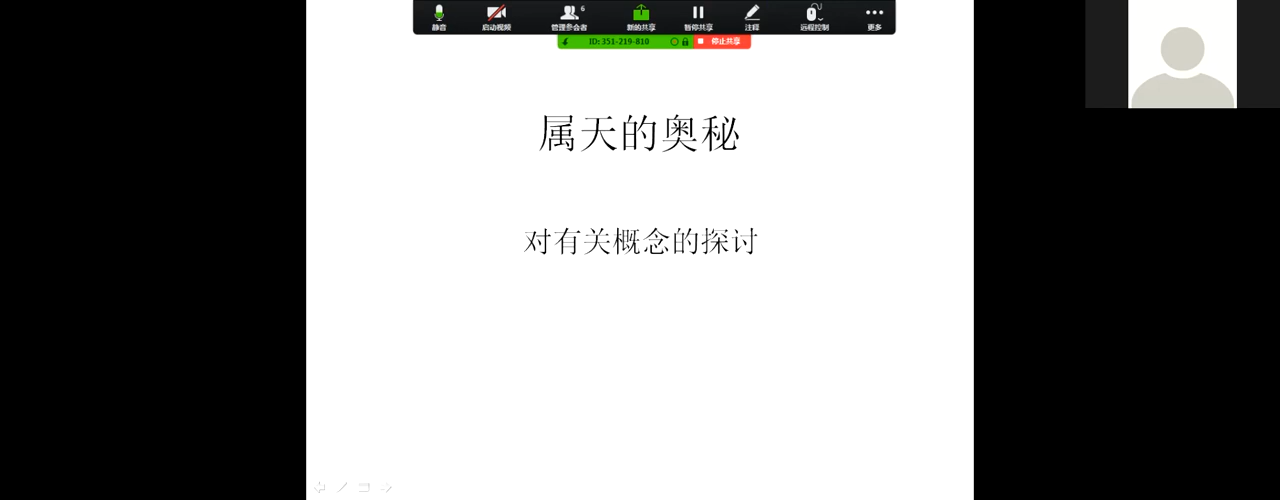 静音 启动视频 管理参会者 6 新的共享 暂停共享 注释 远程控制 更多
ID: 351-219-810 停止共享
属天的奥秘
对有关概念的探讨